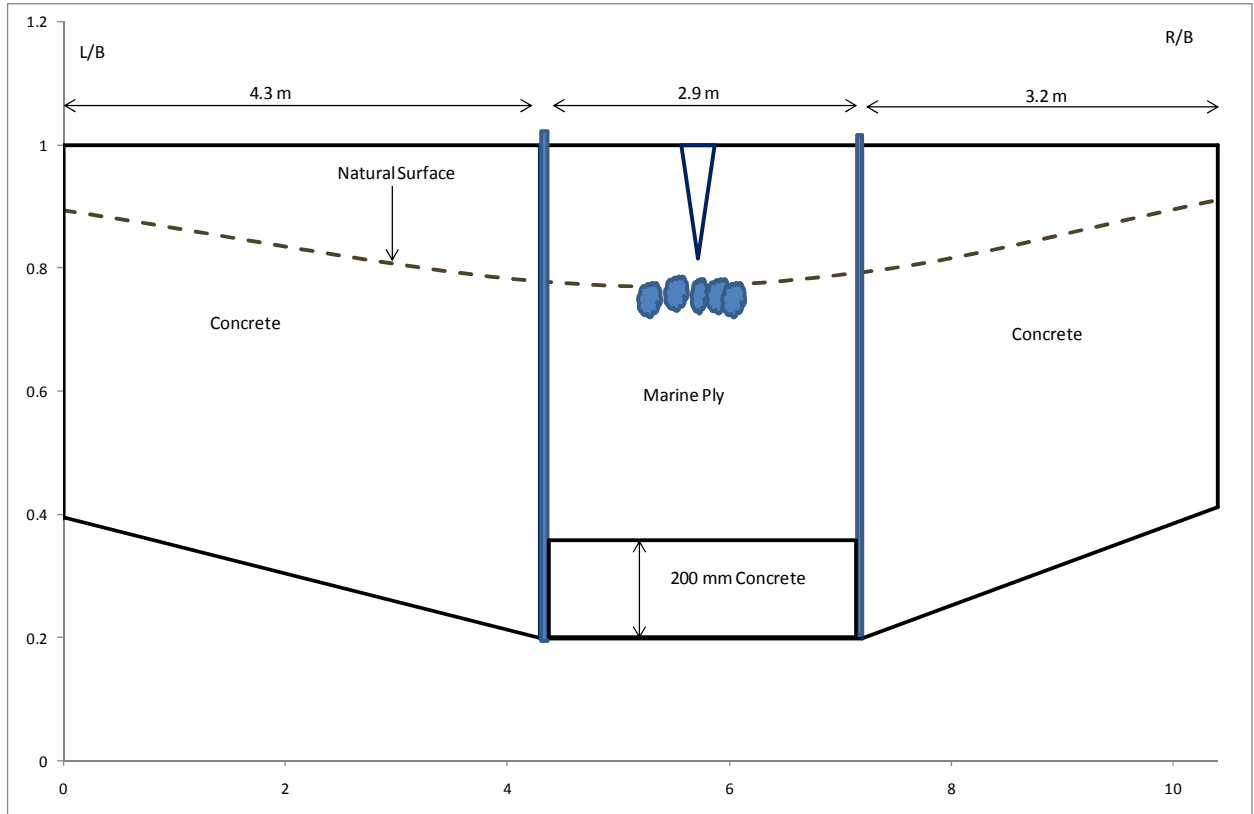 1.2
L/B
R/B
4.3 m
2.9 m
3.2 m
1
Natural Surface
0.8
Concrete
Concrete
0.6
Marine Ply
0.4
200 mm Concrete
0.2
0
0
2
4
6
8
10